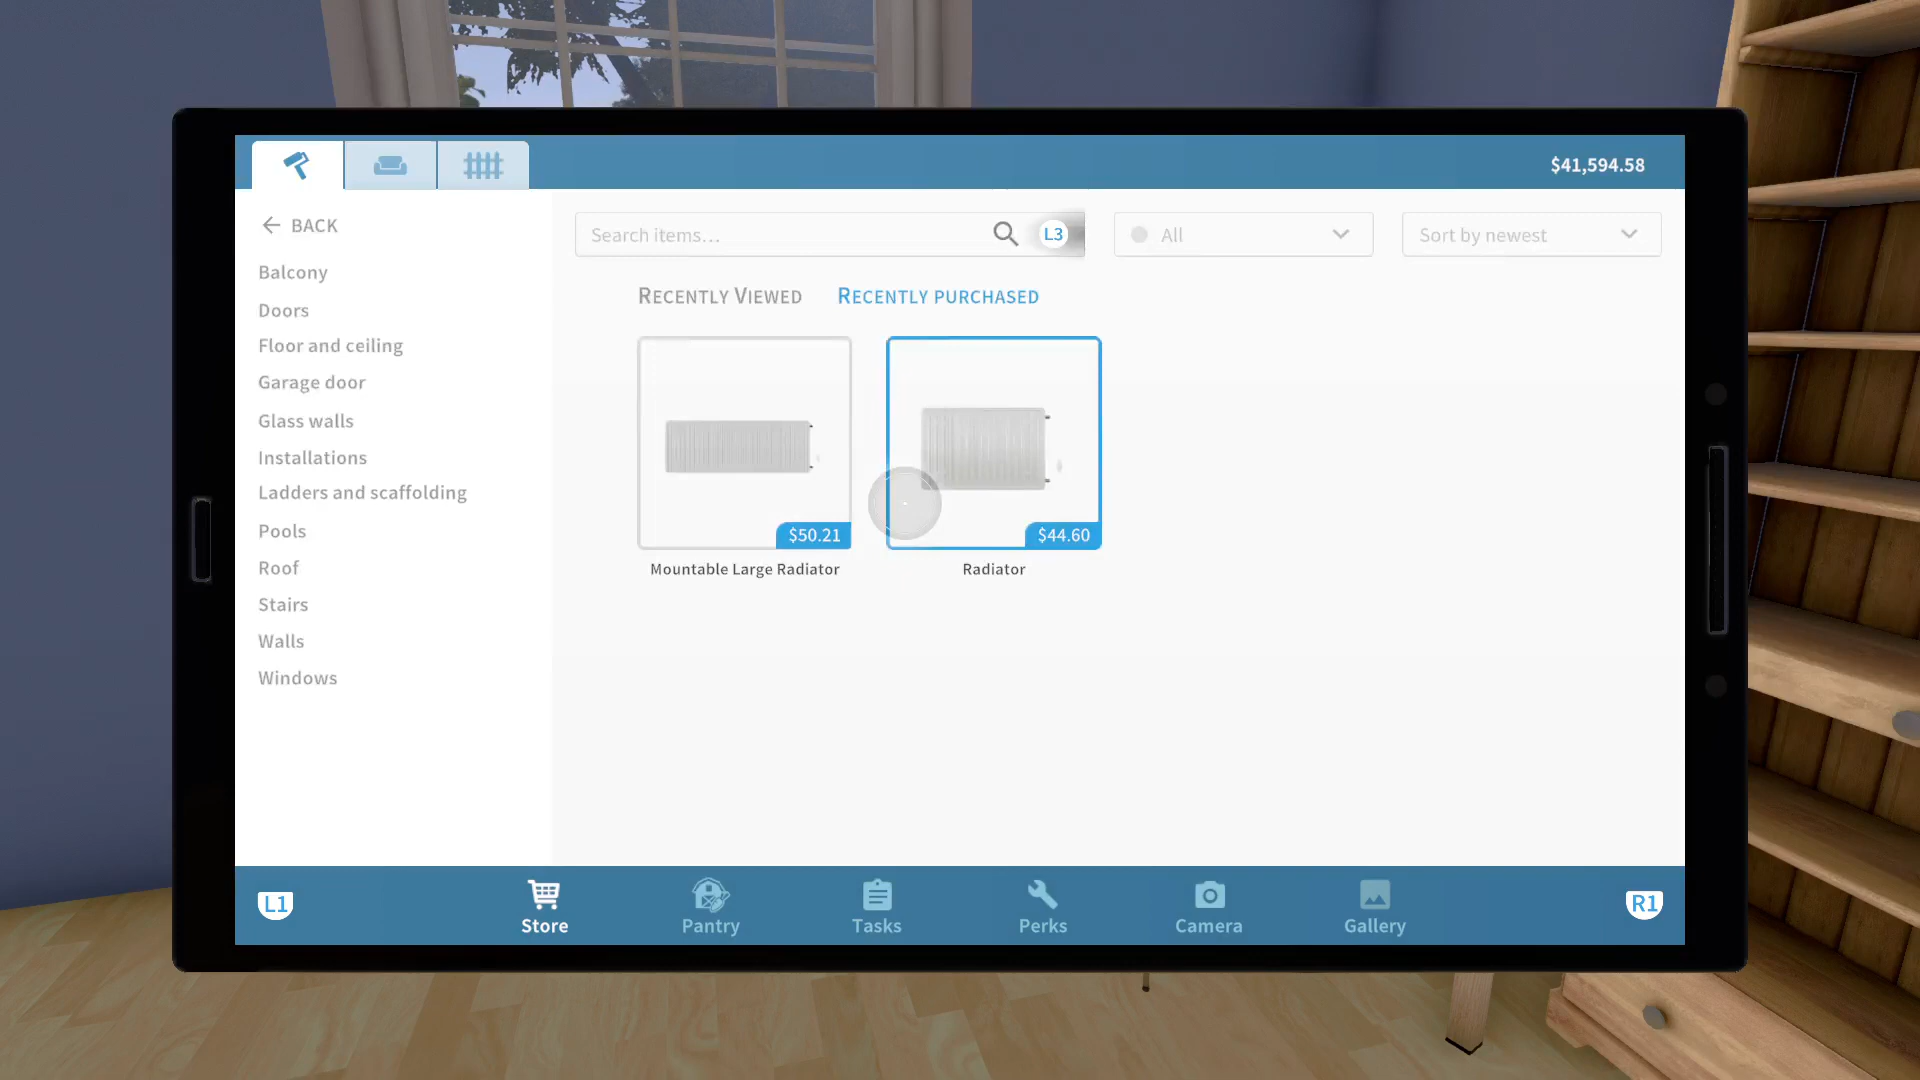 $41,594.58
BACK
Balcony
Doors
Floor and ceiling
Garage door
Glass walls
Installations
Ladders and scaffolding
Pools
Roof
Stairs
Walls
Windows
Search items...
L3
All
Sort by newest
RECENTLY VIEWED
RECENTLY PURCHASED
$50.21
Mountable Large Radiator
$44.60
Radiator
L1
Store
Pantry
Tasks
Perks
Camera
Gallery
R1